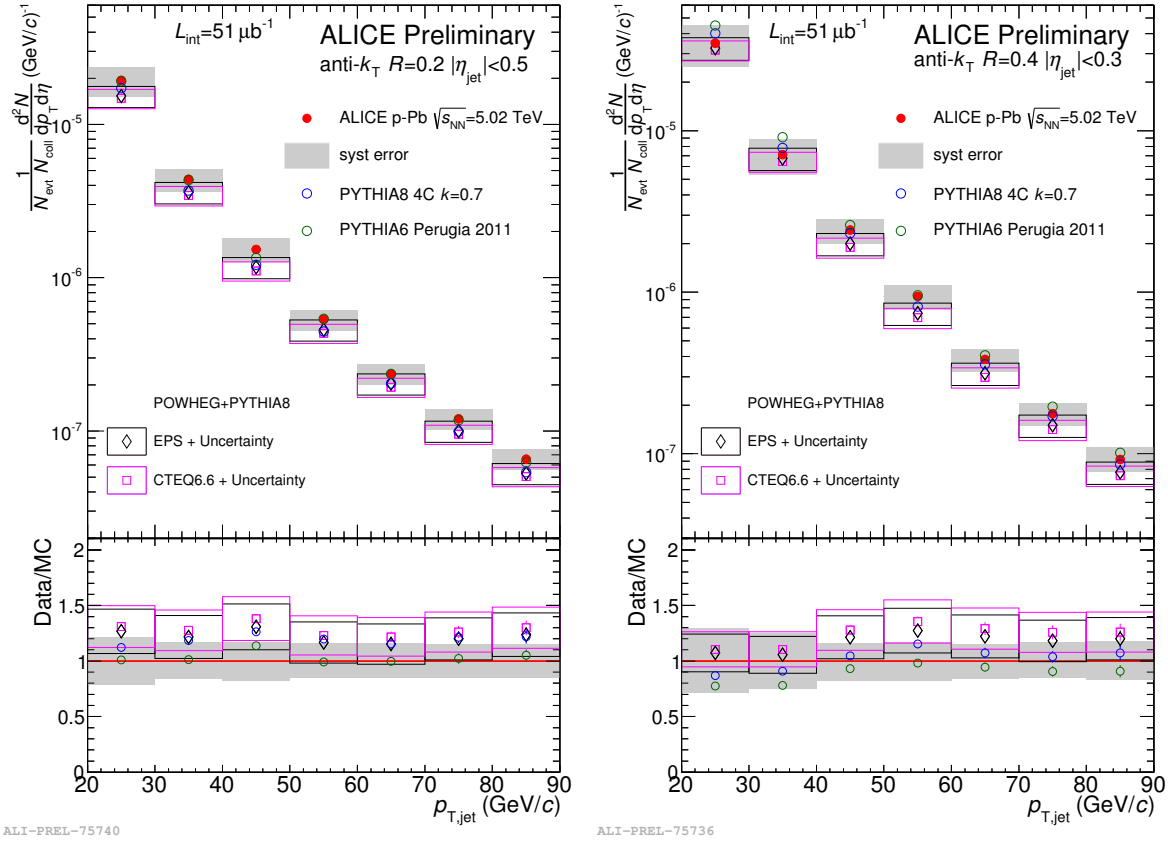 L_int=51 μb⁻¹
ALICE Preliminary
anti-k_T R=0.2 |η_jet|<0.5
ALICE p-Pb √s_NN=5.02 TeV
syst error
PYTHIA8 4C k=0.7
PYTHIA6 Perugia 2011
POWHEG+PYTHIA8
EPS + Uncertainty
CTEQ6.6 + Uncertainty
1/N_evt 1/N_coll d²N/dp_Tdη (GeV/c)⁻¹
10⁻⁵
10⁻⁶
10⁻⁷
Data/MC
2
1.5
1
0.5
0
20 30 40 50 60 70 80 90
p_T,jet (GeV/c)
ALI-PREL-75740
L_int=51 μb⁻¹
ALICE Preliminary
anti-k_T R=0.4 |η_jet|<0.3
ALICE p-Pb √s_NN=5.02 TeV
syst error
PYTHIA8 4C k=0.7
PYTHIA6 Perugia 2011
POWHEG+PYTHIA8
EPS + Uncertainty
CTEQ6.6 + Uncertainty
1/N_evt 1/N_coll d²N/dp_Tdη (GeV/c)⁻¹
10⁻⁵
10⁻⁶
10⁻⁷
Data/MC
2
1.5
1
0.5
0
20 30 40 50 60 70 80 90
p_T,jet (GeV/c)
ALI-PREL-75736